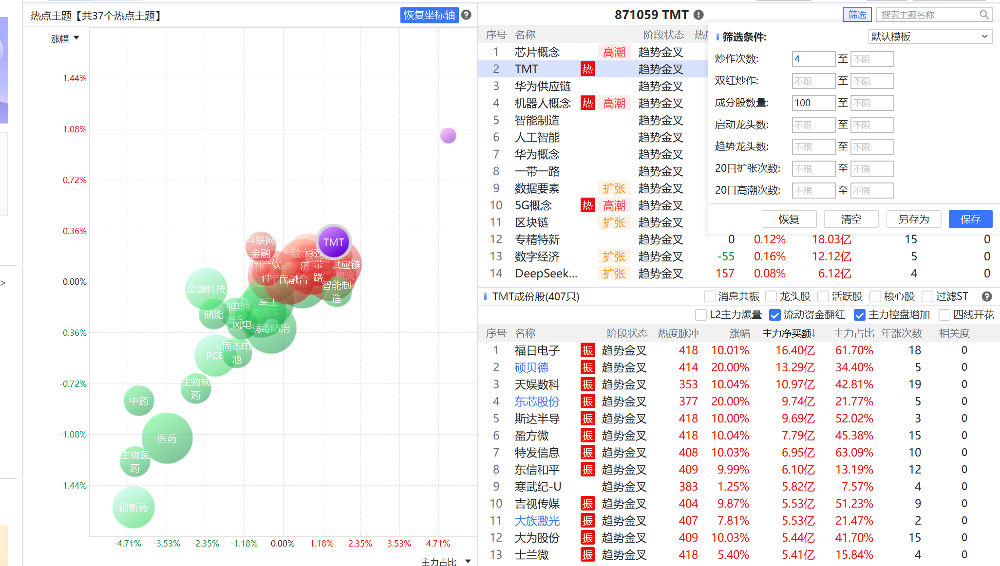 热点主题【共37个热点主题】
恢复坐标轴
涨幅
1.44%
1.08%
0.72%
0.36%
0.00%
-0.36%
-0.72%
-1.08%
-1.44%
互联网金融
TMT
数字经济
国产软件
一带一路
供应链
军民融合
概念
智能制造
金融科技
军工
锂电池概念
储能
能源车
风电
病毒防治
固态电池
PCB
生物制药
中药
医药
生物医药
创新药
-4.71% -3.53% -2.35% -1.18% 0.00% 1.18% 2.35% 3.53% 4.71%
主力占比
>
871059 TMT
筛选
搜索主题名称
序号 名称 阶段状态 热度
1 芯片概念 高潮 趋势金叉
2 TMT 热 趋势金叉
3 华为供应链 趋势金叉
4 机器人概念 热 高潮 趋势金叉
5 智能制造 趋势金叉
6 人工智能 趋势金叉
7 华为概念 趋势金叉
8 一带一路 趋势金叉
9 数据要素 扩张 趋势金叉
10 5G概念 热 高潮 趋势金叉
11 区块链 扩张 趋势金叉
12 专精特新 趋势金叉 0 0.12% 18.03亿 15 0
13 数字经济 扩张 趋势金叉 -55 0.16% 12.12亿 5 0
14 DeepSeek... 扩张 趋势金叉 157 0.08% 6.12亿 4 0
筛选条件: 默认模板
炒作次数: 4 至 不限
双红炒作: 不限 至 不限
成分股数量: 100 至 不限
启动龙头数: 不限 至 不限
趋势龙头数: 不限 至 不限
20日扩张次数: 不限 至 不限
20日高潮次数: 不限 至 不限
恢复 清空 另存为 保存
TMT成份股(407只) 消息共振 龙头股 活跃股 核心股 过滤ST
L2主力爆量 流动资金翻红 主力控盘增加 四线开花
序号 名称 阶段状态 热度脉冲 涨幅 主力净买额↓ 主力占比 年涨次数 相关度
1 福日电子 振 趋势金叉 418 10.01% 16.40亿 61.70% 18 0
2 硕贝德 振 趋势金叉 414 20.00% 13.29亿 34.40% 5 0
3 天娱数科 振 趋势金叉 353 10.04% 10.97亿 42.81% 19 0
4 东芯股份 振 趋势金叉 377 20.00% 9.74亿 21.77% 5 0
5 斯达半导 振 趋势金叉 418 10.00% 9.69亿 52.02% 3 0
6 盈方微 振 趋势金叉 418 10.04% 7.79亿 45.38% 15 0
7 特发信息 振 趋势金叉 408 10.03% 6.95亿 63.09% 10 0
8 东信和平 振 趋势金叉 409 9.99% 6.10亿 13.19% 12 0
9 寒武纪-U 趋势金叉 383 1.25% 5.82亿 7.57% 4 0
10 吉视传媒 振 趋势金叉 404 9.87% 5.53亿 51.23% 9 0
11 大族激光 振 趋势金叉 407 7.81% 5.53亿 21.47% 2 0
12 大为股份 振 趋势金叉 409 10.03% 5.44亿 41.70% 15 0
13 士兰微 振 趋势金叉 418 5.40% 5.41亿 15.84% 4 0